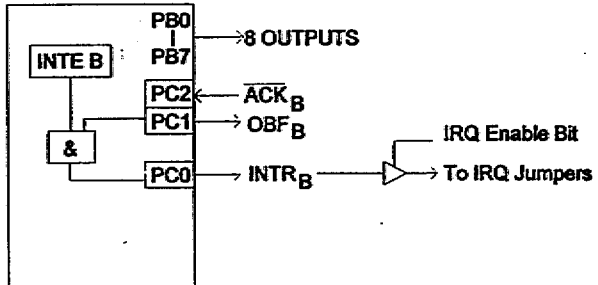 PB0
PB7
8 OUTPUTS
INTE B
PC2
ACK B
PC1
OBF B
&
IRQ Enable Bit
PC0
INTR B
To IRQ Jumpers